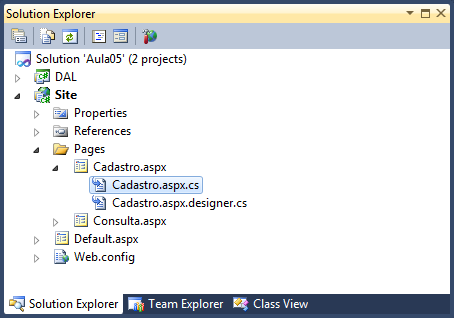 Solution Explorer
Solution 'Aula05' (2 projects)
DAL
Site
Properties
References
Pages
Cadastro.aspx
Cadastro.aspx.cs
Cadastro.aspx.designer.cs
Consulta.aspx
Default.aspx
Web.config
Solution Explorer Team Explorer Class View